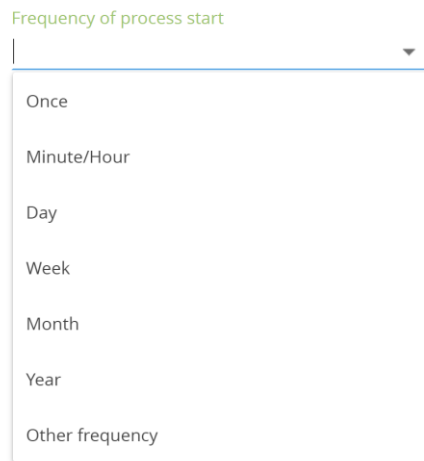 Frequency of process start
Once
Minute/Hour
Day
Week
Month
Year
Other frequency